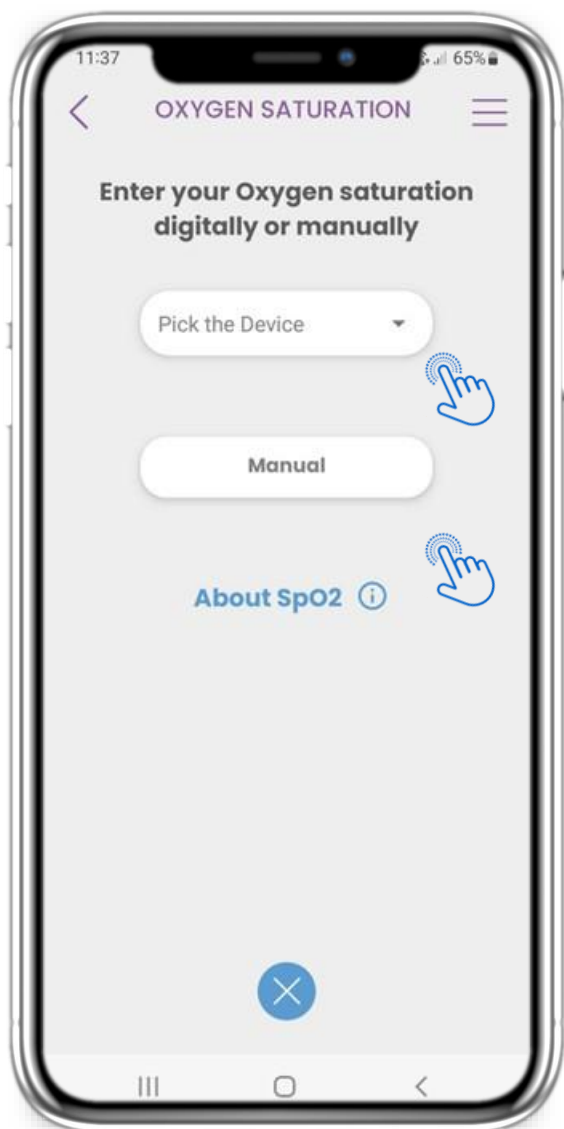 11:37 65%
OXYGEN SATURATION
Enter your Oxygen saturation
digitally or manually
Pick the Device
Manual
About SpO2